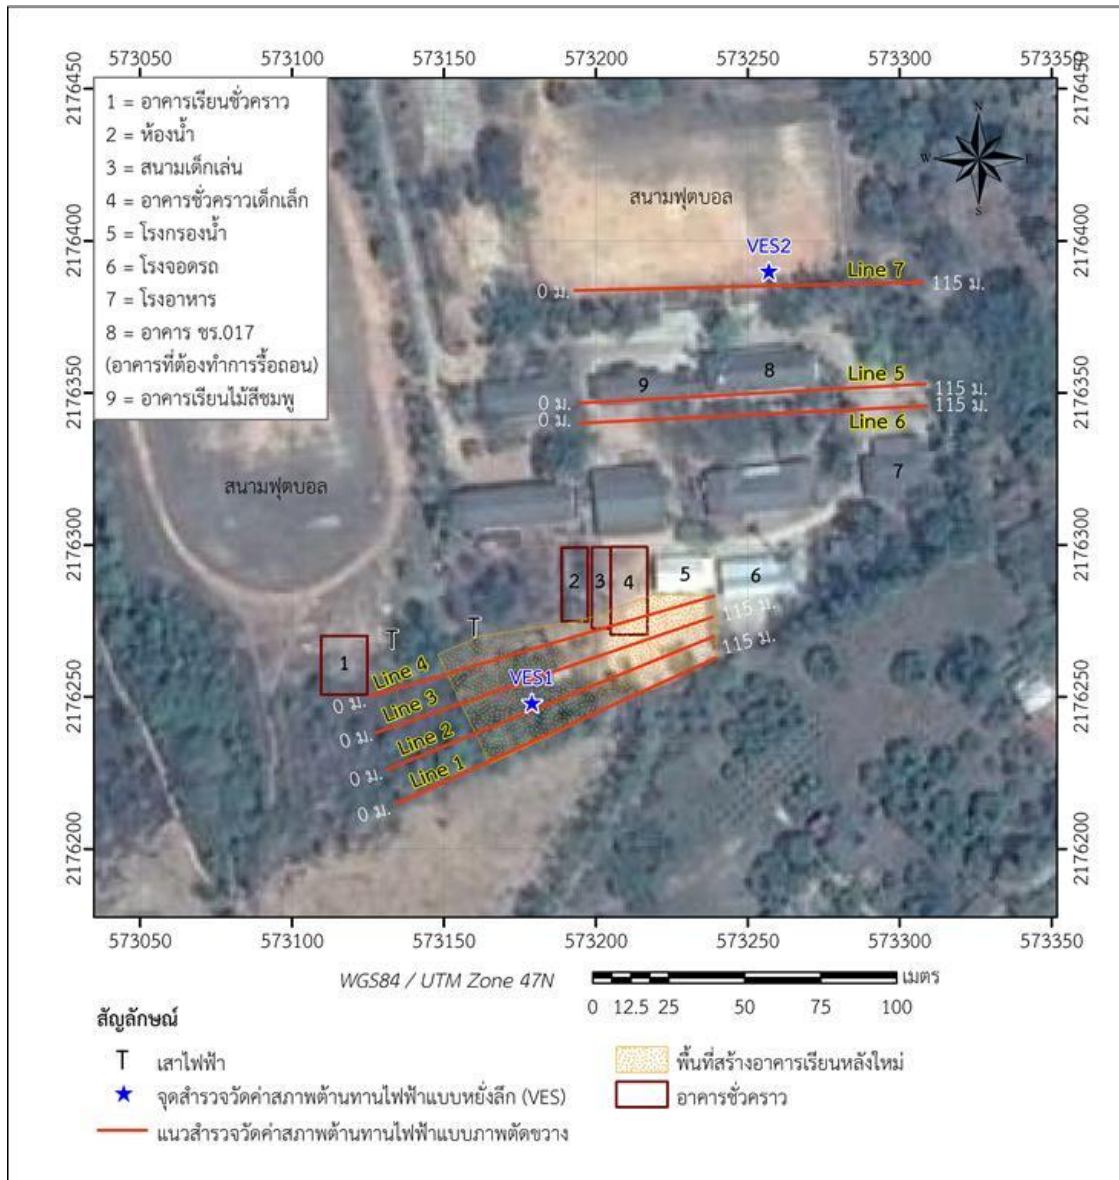 573050 573100 573150 573200 573250 573300 573350
2176450
2176400
2176350
2176300
2176250
2176200
2176450
2176400
2176350
2176300
2176250
2176200
1 = อาคารเรียนชั่วคราว
2 = ห้องน้ำ
3 = สนามเด็กเล่น
4 = อาคารชั่วคราวเด็กเล็ก
5 = โรงกรองน้ำ
6 = โรงจอดรถ
7 = โรงอาหาร
8 = อาคาร ชร.017
(อาคารที่ต้องทำการรื้อถอน)
9 = อาคารเรียนไม้สีชมพู
N
W E
S
สนามฟุตบอล
VES2
Line 7
0 ม. 115 ม.
9 8
Line 5
0 ม. 115 ม.
0 ม. 115 ม.
Line 6
7
สนามฟุตบอล
2 3 4 5 6
T T
1
Line 4
0 ม.
115 ม.
VES1
Line 3
0 ม.
Line 2
0 ม.
115 ม.
Line 1
0 ม.
573050 573100 573150 573200 573250 573300 573350
WGS84 / UTM Zone 47N
เมตร
0 12.5 25 50 75 100
สัญลักษณ์
T เสาไฟฟ้า
จุดสำรวจวัดค่าสภาพต้านทานไฟฟ้าแบบหยั่งลึก (VES)
แนวสำรวจวัดค่าสภาพต้านทานไฟฟ้าแบบภาพตัดขวาง
พื้นที่สร้างอาคารเรียนหลังใหม่
อาคารชั่วคราว